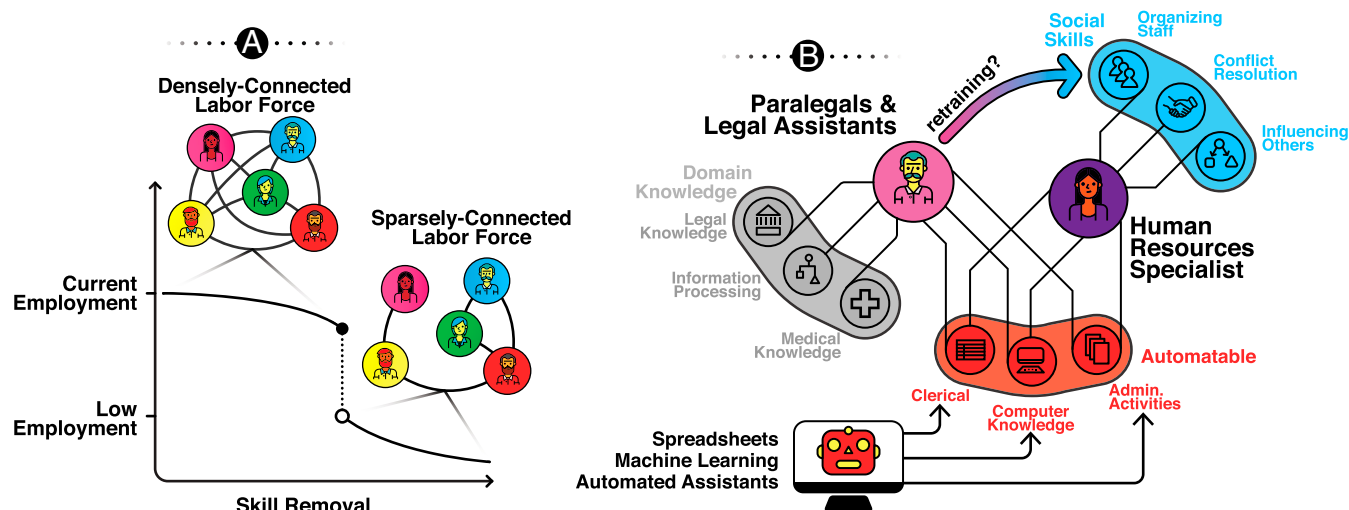 A
Densely-Connected
Labor Force
Sparsely-Connected
Labor Force
Current
Employment
Low
Employment
Skill Removal
B
Paralegals &
Legal Assistants
retraining?
Social
Skills
Organizing
Staff
Conflict
Resolution
Influencing
Others
Domain
Knowledge
Legal
Knowledge
Information
Processing
Medical
Knowledge
Human
Resources
Specialist
Automatable
Clerical
Computer
Knowledge
Admin.
Activities
Spreadsheets
Machine Learning
Automated Assistants